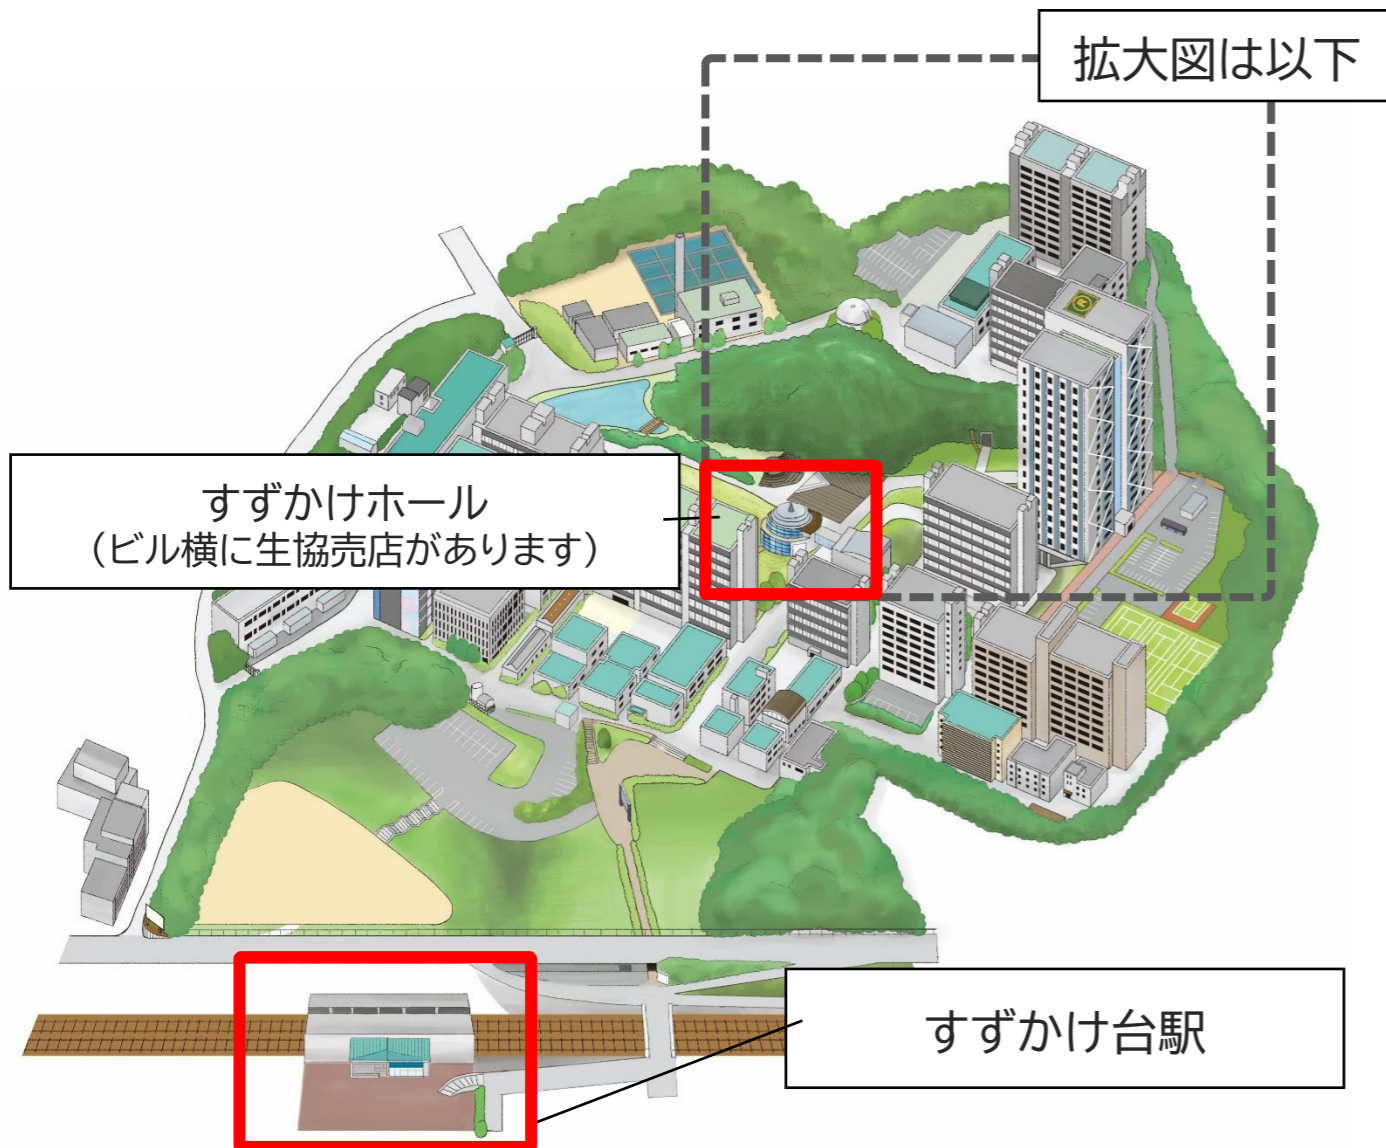 拡大図は以下
すずかけホール
（ビル横に生協売店があります）
すずかけ台駅